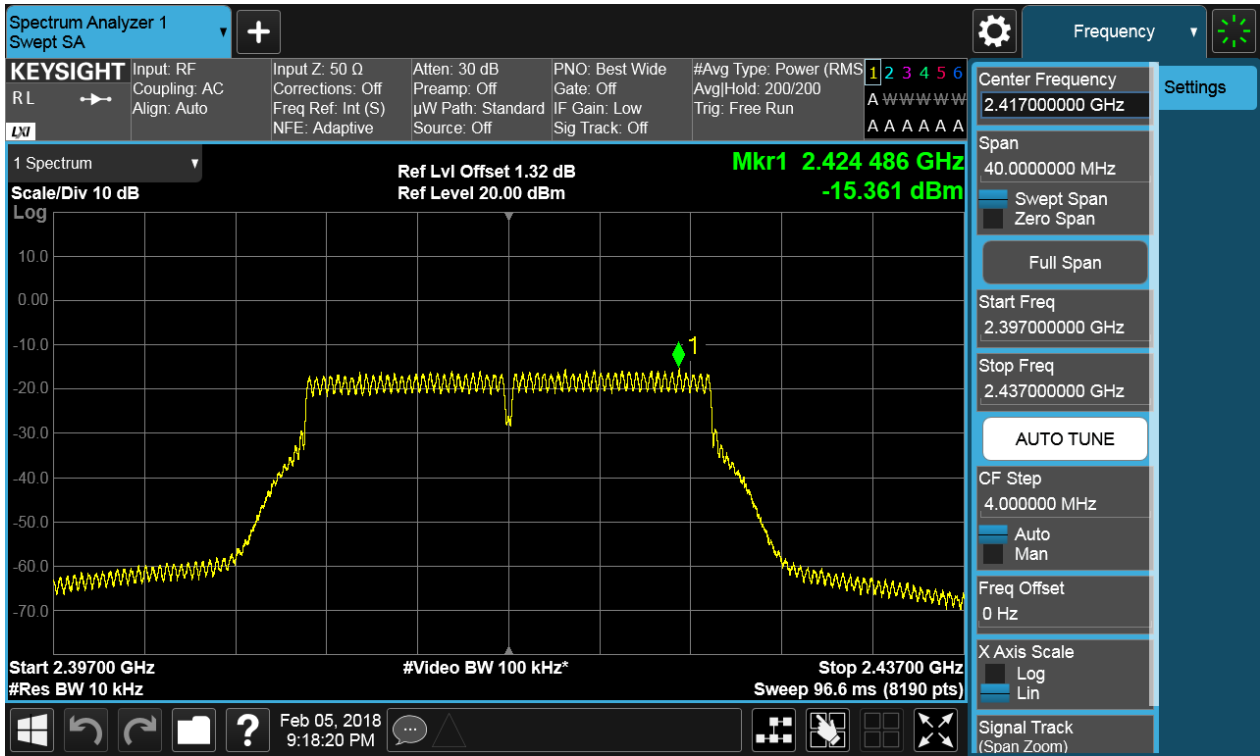 Spectrum Analyzer 1
Swept SA
+
Frequency
KEYSIGHT
R L
LXI
Input: RF
Coupling: AC
Align: Auto
Input Z: 50 Ω
Corrections: Off
Freq Ref: Int (S)
NFE: Adaptive
Atten: 30 dB
Preamp: Off
µW Path: Standard
Source: Off
PNO: Best Wide
Gate: Off
IF Gain: Low
Sig Track: Off
#Avg Type: Power (RMS
Avg|Hold: 200/200
Trig: Free Run
1 2 3 4 5 6
A W W W W W
A A A A A A
1 Spectrum
Scale/Div 10 dB
Log
Ref Lvl Offset 1.32 dB
Ref Level 20.00 dBm
Mkr1 2.424 486 GHz
-15.361 dBm
10.0
0.00
-10.0
-20.0
-30.0
-40.0
-50.0
-60.0
-70.0
1
Start 2.39700 GHz
#Res BW 10 kHz
#Video BW 100 kHz*
Stop 2.43700 GHz
Sweep 96.6 ms (8190 pts)
Center Frequency
2.417000000 GHz
Span
40.0000000 MHz
Swept Span
Zero Span
Full Span
Start Freq
2.397000000 GHz
Stop Freq
2.437000000 GHz
AUTO TUNE
CF Step
4.000000 MHz
Auto
Man
Freq Offset
0 Hz
X Axis Scale
Log
Lin
Signal Track
(Span Zoom)
Settings
?
Feb 05, 2018
9:18:20 PM